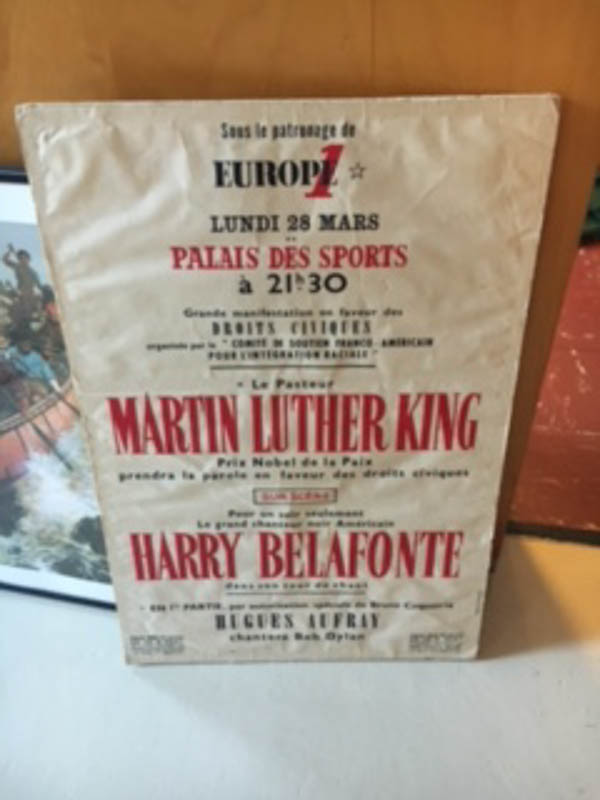 Sous le patronage de
EUROPE 1
LUNDI 28 MARS
PALAIS DES SPORTS
à 21h30
Grande manifestation en faveur des
DROITS CIVIQUES
organisée par le "COMITÉ DE SOUTIEN FRANCO-AMÉRICAIN
POUR L'INTÉGRATION RACIALE"
Le Pasteur
MARTIN LUTHER KING
Prix Nobel de la Paix
prendra la parole en faveur des droits civiques
SUR SCÈNE
Pour un soir seulement
Le grand chanteur noir Américain
HARRY BELAFONTE
dans son tour de chant
EN 1re PARTIE, par autorisation spéciale de Bruno Coquatrix
HUGUES AUFRAY
chantera Bob Dylan